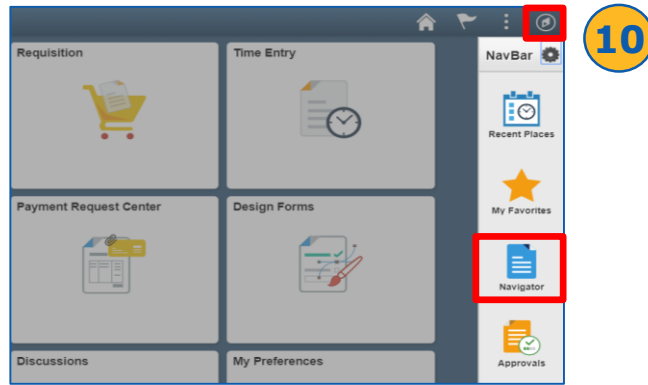 10
NavBar
Requisition
Time Entry
Recent Places
My Favorites
Payment Request Center
Design Forms
Navigator
Approvals
Discussions
My Preferences